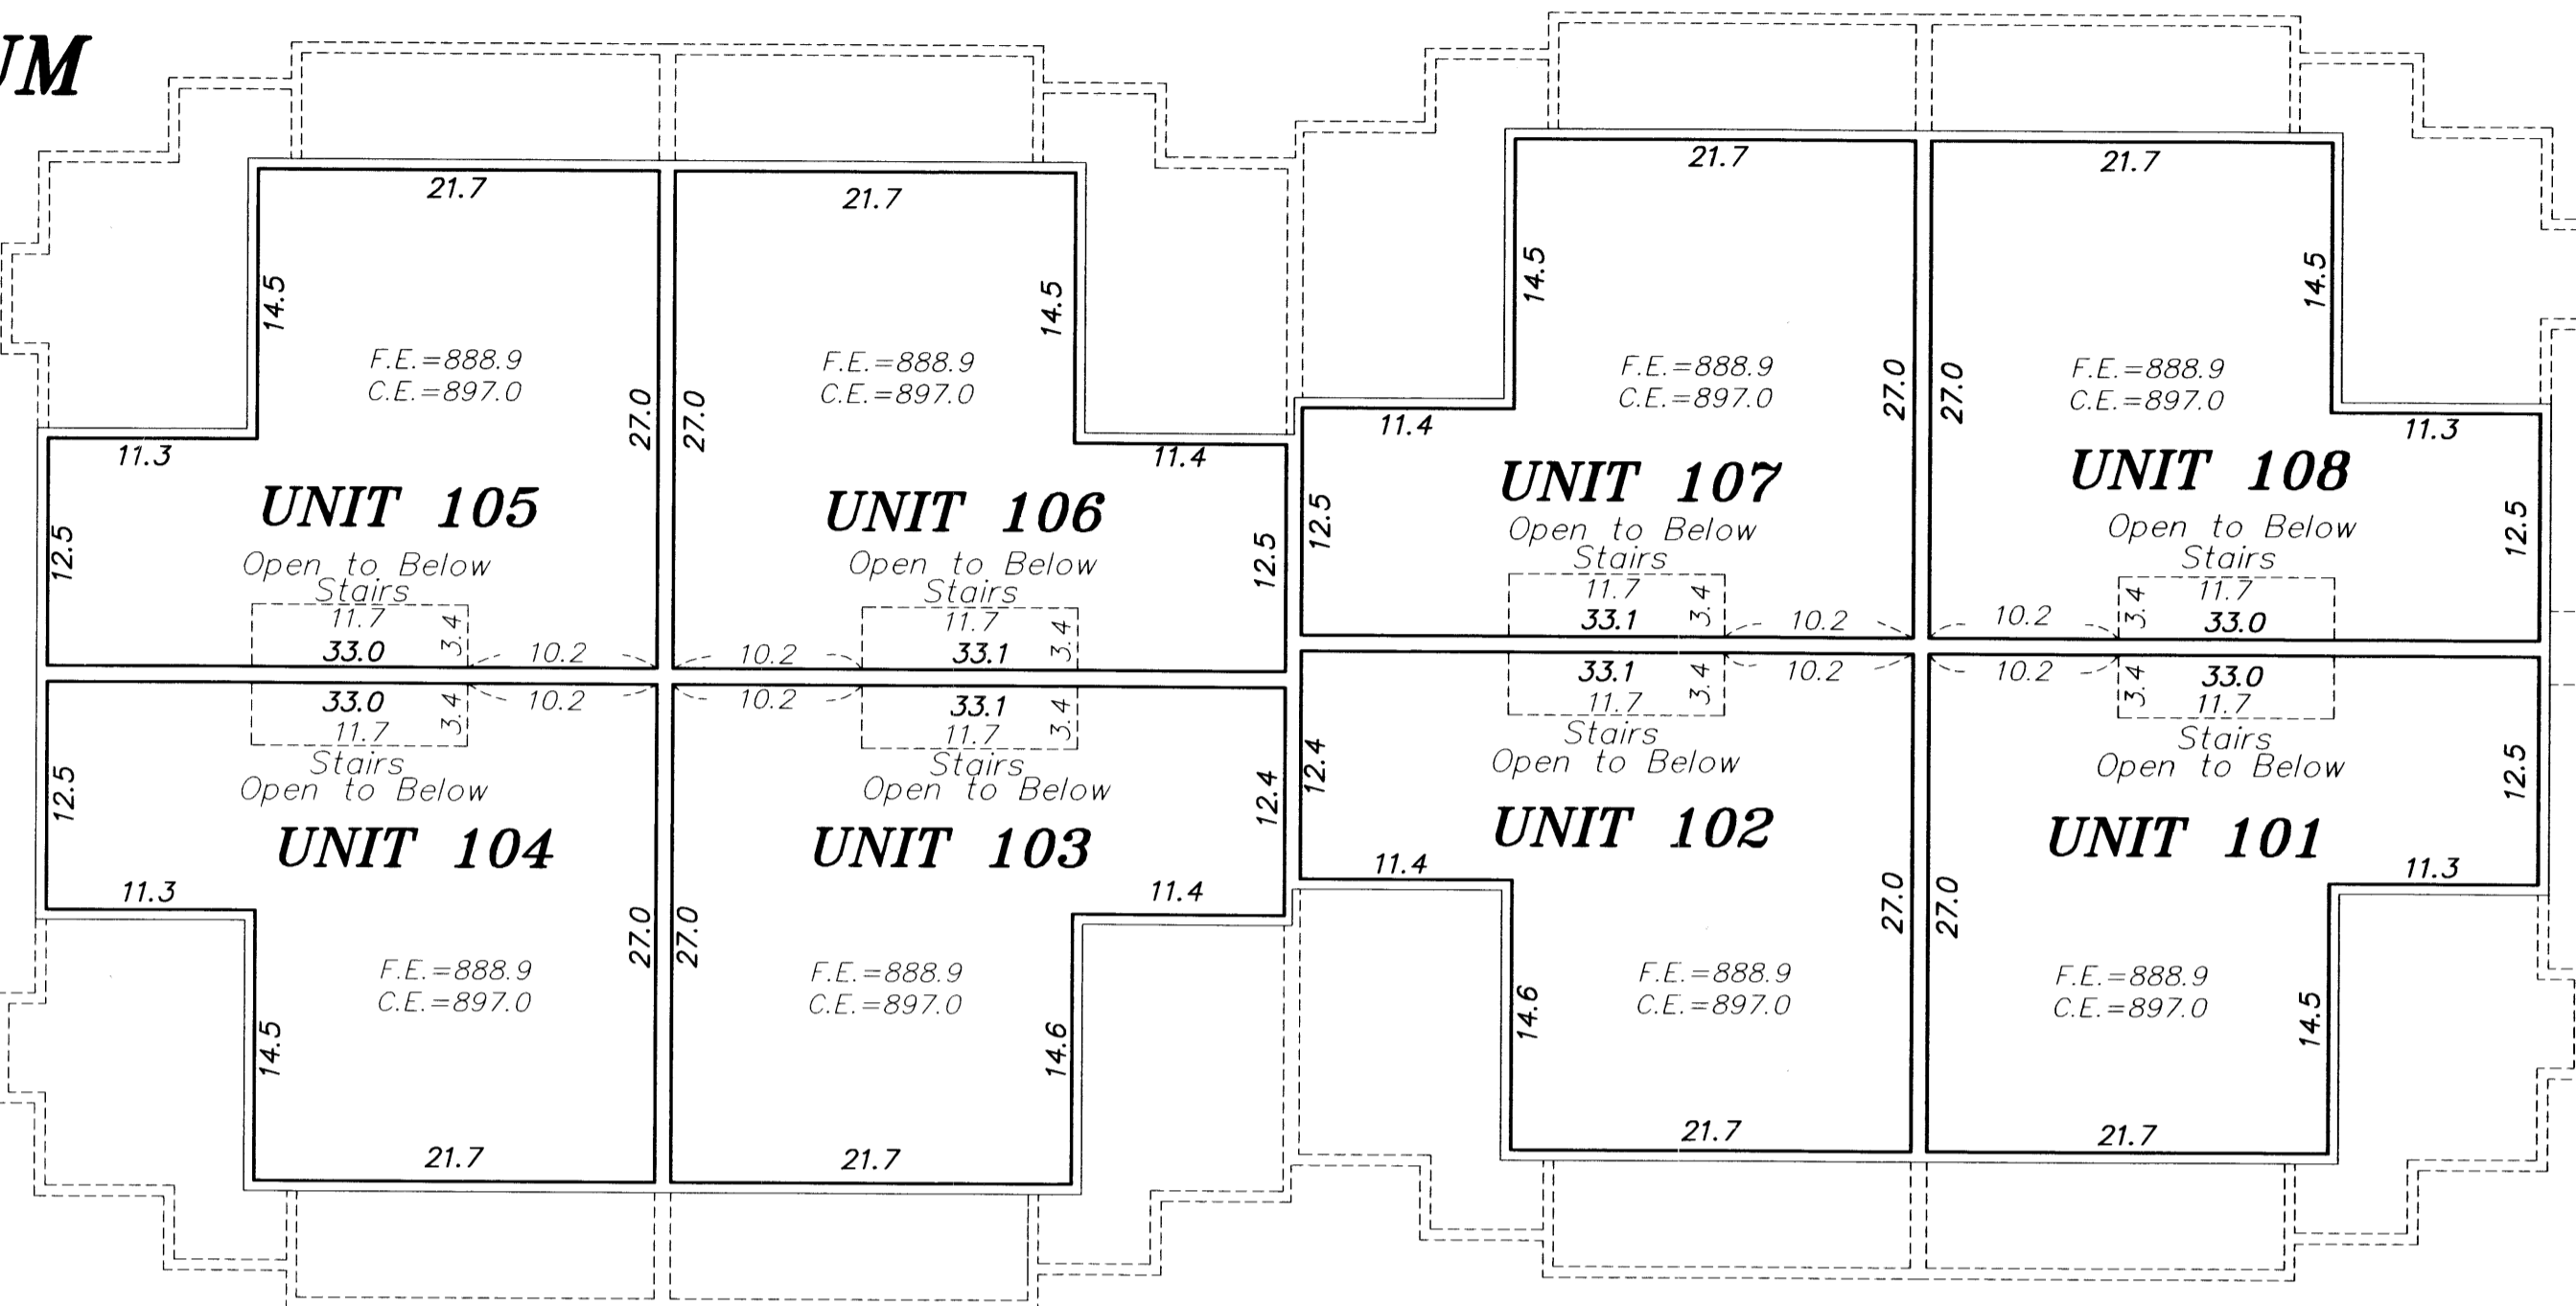 UM
21.7
14.5
F.E.=888.9
C.E.=897.0
27.0
11.3
UNIT 105
12.5
Open to Below
Stairs
11.7
3.4
33.0
10.2
21.7
14.5
F.E.=888.9
C.E.=897.0
27.0
11.4
UNIT 106
12.5
Open to Below
Stairs
11.7
3.4
10.2
33.1
21.7
14.5
F.E.=888.9
C.E.=897.0
27.0
11.4
UNIT 107
12.5
Open to Below
Stairs
11.7
3.4
33.1
10.2
21.7
14.5
F.E.=888.9
C.E.=897.0
27.0
11.3
UNIT 108
12.5
Open to Below
Stairs
11.7
3.4
10.2
33.0
33.0
10.2
3.4
11.7
Stairs
Open to Below
12.5
UNIT 104
11.3
27.0
F.E.=888.9
C.E.=897.0
14.5
21.7
10.2
33.1
3.4
11.7
Stairs
Open to Below
12.4
UNIT 103
11.4
27.0
F.E.=888.9
C.E.=897.0
14.6
21.7
33.1
10.2
3.4
11.7
Stairs
Open to Below
12.4
UNIT 102
11.4
27.0
F.E.=888.9
C.E.=897.0
14.6
21.7
10.2
33.0
3.4
11.7
Stairs
Open to Below
12.5
UNIT 101
11.3
27.0
F.E.=888.9
C.E.=897.0
14.5
21.7